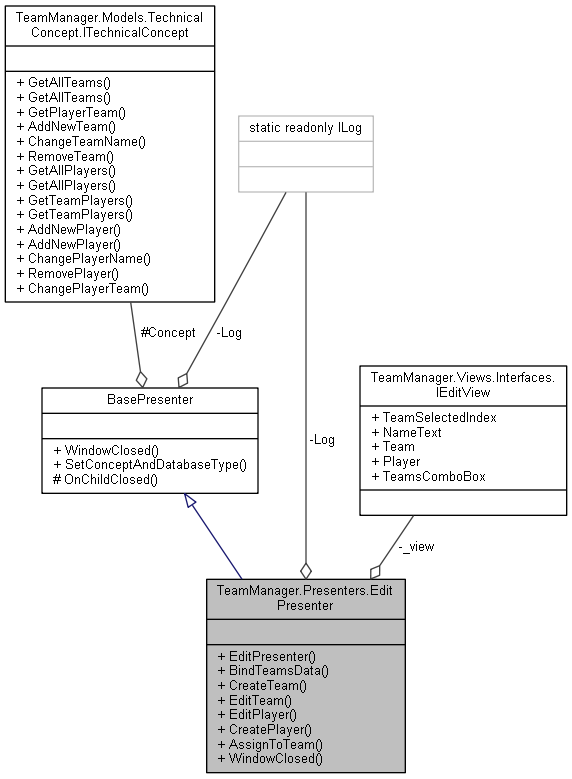 TeamManager.Models.Technical
Concept.ITechnicalConcept
+ GetAllTeams()
+ GetAllTeams()
+ GetPlayerTeam()
+ AddNewTeam()
+ ChangeTeamName()
+ RemoveTeam()
+ GetAllPlayers()
+ GetAllPlayers()
+ GetTeamPlayers()
+ GetTeamPlayers()
+ AddNewPlayer()
+ AddNewPlayer()
+ ChangePlayerName()
+ RemovePlayer()
+ ChangePlayerTeam()
static readonly ILog
#Concept
-Log
BasePresenter
+ WindowClosed()
+ SetConceptAndDatabaseType()
# OnChildClosed()
TeamManager.Views.Interfaces.
IEditView
+ TeamSelectedIndex
+ NameText
+ Team
+ Player
+ TeamsComboBox
-Log
-_view
TeamManager.Presenters.Edit
Presenter
+ EditPresenter()
+ BindTeamsData()
+ CreateTeam()
+ EditTeam()
+ EditPlayer()
+ CreatePlayer()
+ AssignToTeam()
+ WindowClosed()